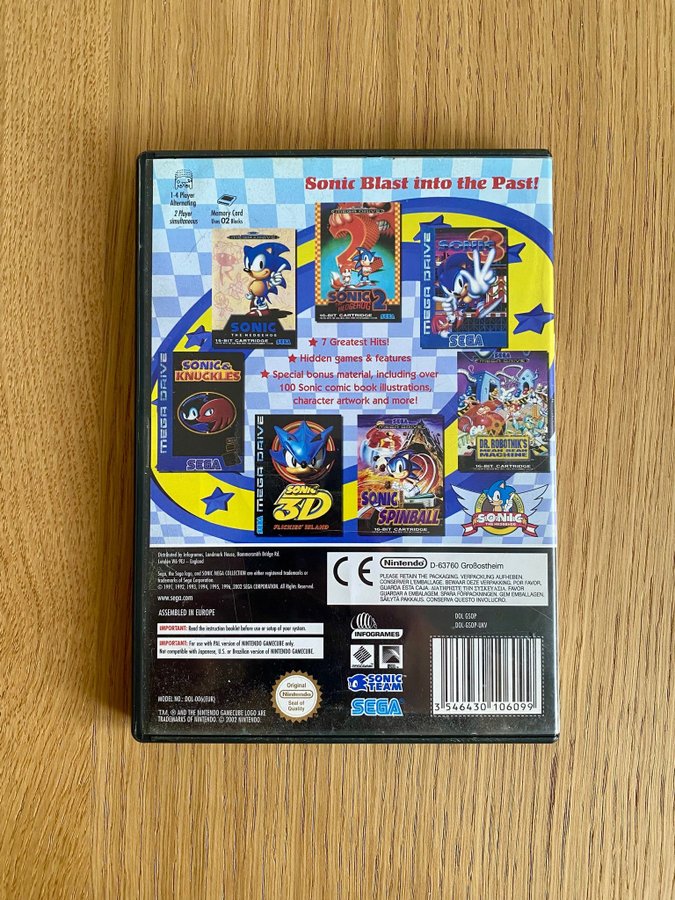 Sonic Blast into the Past!
1-4 Player
Alternating
2 Player
simultaneous
Memory Card
Uses 02 Blocks
MEGA DRIVE
SONIC
THE HEDGEHOG
16-BIT CARTRIDGE
SEGA
MEGA DRIVE
2
SONIC
THE HEDGEHOG 2
16-BIT CARTRIDGE
MEGA DRIVE
SONIC
3
SEGA
★ 7 Greatest Hits!
★ Hidden games & features
★ Special bonus material, including over
100 Sonic comic book illustrations,
character artwork and more!
MEGA DRIVE
SONIC &
KNUCKLES
SEGA
SEGA MEGA DRIVE
SONIC
3D
FLICKIES' ISLAND
SEGA
SONIC
SPINBALL
16-BIT CARTRIDGE
DR. ROBOTNIK'S
MEAN BEAN
MACHINE
16-BIT CARTRIDGE
SONIC
THE HEDGEHOG
Distributed by Infogrames, Landmark House, Hammersmith Bridge Rd.
London W6 9EJ – England
Sega, the Sega logo, and SONIC MEGA COLLECTION are either registered trademarks or
trademarks of Sega Corporation.
© 1991, 1992, 1993, 1994, 1995, 1996, 2002 SEGA CORPORATION. All Rights Reserved.
www.sega.com
ASSEMBLED IN EUROPE
IMPORTANT: Read the instruction booklet before use or setup of your system.
IMPORTANT: For use with PAL version of NINTENDO GAMECUBE only.
Not compatible with Japanese, U.S. or Brazilian version of NINTENDO GAMECUBE.
MODEL NO.: DOL-006(EUR)
TM, ® AND THE NINTENDO GAMECUBE LOGO ARE
TRADEMARKS OF NINTENDO. © 2002 NINTENDO.
Original
Nintendo
Seal of
Quality
CE
Nintendo D-63760 Großostheim
PLEASE RETAIN THE PACKAGING. VERPACKUNG AUFHEBEN.
CONSERVER L'EMBALLAGE. BEWAAR DEZE VERPAKKING. POR FAVOR,
GUARDA ESTA CAJA. ΔΙΑΤΗΡΗΣΤΕ ΤΗ ΣΥΣΚΕΥΑΣΙΑ. FAVOR
GUARDAR A EMBALAGEM. SPARA FÖRPACKNINGEN. GEM EMBALLAGEN.
SÄILYTÄ PAKKAUS. CONSERVA QUESTO INVOLUCRO.
INFOGRAMES
SONIC
TEAM
SEGA
DOL GSOP
DOL-GSOP-UKV
3 546430 106099